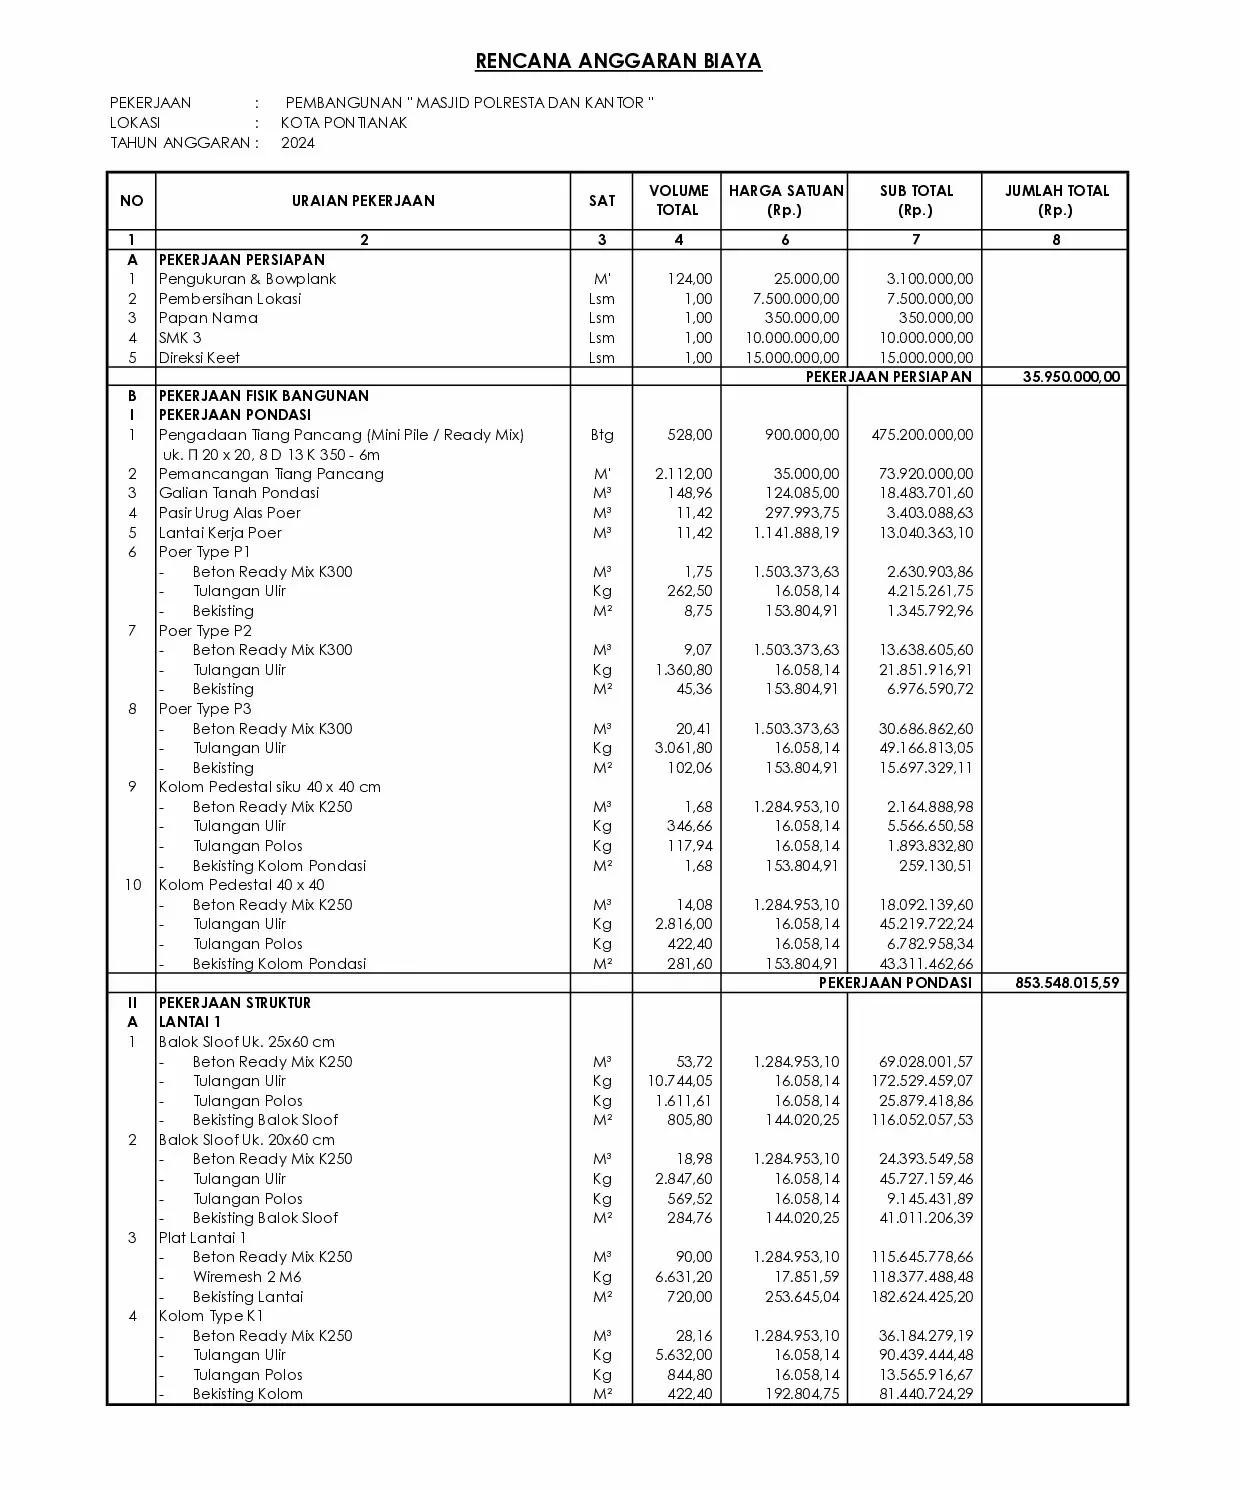 RENCANA ANGGARAN BIAYA
PEKERJAAN : PEMBANGUNAN " MASJID POLRESTA DAN KANTOR "
LOKASI : KOTA PONTIANAK
TAHUN ANGGARAN : 2024
NO URAIAN PEKERJAAN SAT VOLUME TOTAL HARGA SATUAN (Rp.) SUB TOTAL (Rp.) JUMLAH TOTAL (Rp.)
1 2 3 4 6 7 8
A PEKERJAAN PERSIAPAN
1 Pengukuran & Bowplank M' 124,00 25.000,00 3.100.000,00
2 Pembersihan Lokasi Lsm 1,00 7.500.000,00 7.500.000,00
3 Papan Nama Lsm 1,00 350.000,00 350.000,00
4 SMK 3 Lsm 1,00 10.000.000,00 10.000.000,00
5 Direksi Keet Lsm 1,00 15.000.000,00 15.000.000,00
PEKERJAAN PERSIAPAN 35.950.000,00
B PEKERJAAN FISIK BANGUNAN
I PEKERJAAN PONDASI
1 Pengadaan Tiang Pancang (Mini Pile / Ready Mix) Btg 528,00 900.000,00 475.200.000,00
uk. Π 20 x 20, 8 D 13 K 350 - 6m
2 Pemancangan Tiang Pancang M' 2.112,00 35.000,00 73.920.000,00
3 Galian Tanah Pondasi M³ 148,96 124.085,00 18.483.701,60
4 Pasir Urug Alas Poer M³ 11,42 297.993,75 3.403.088,63
5 Lantai Kerja Poer M³ 11,42 1.141.888,19 13.040.363,10
6 Poer Type P1
- Beton Ready Mix K300 M³ 1,75 1.503.373,63 2.630.903,86
- Tulangan Ulir Kg 262,50 16.058,14 4.215.261,75
- Bekisting M² 8,75 153.804,91 1.345.792,96
7 Poer Type P2
- Beton Ready Mix K300 M³ 9,07 1.503.373,63 13.638.605,60
- Tulangan Ulir Kg 1.360,80 16.058,14 21.851.916,91
- Bekisting M² 45,36 153.804,91 6.976.590,72
8 Poer Type P3
- Beton Ready Mix K300 M³ 20,41 1.503.373,63 30.686.862,60
- Tulangan Ulir Kg 3.061,80 16.058,14 49.166.813,05
- Bekisting M² 102,06 153.804,91 15.697.329,11
9 Kolom Pedestal siku 40 x 40 cm
- Beton Ready Mix K250 M³ 1,68 1.284.953,10 2.164.888,98
- Tulangan Ulir Kg 346,66 16.058,14 5.566.650,58
- Tulangan Polos Kg 117,94 16.058,14 1.893.832,80
- Bekisting Kolom Pondasi M² 1,68 153.804,91 259.130,51
10 Kolom Pedestal 40 x 40
- Beton Ready Mix K250 M³ 14,08 1.284.953,10 18.092.139,60
- Tulangan Ulir Kg 2.816,00 16.058,14 45.219.722,24
- Tulangan Polos Kg 422,40 16.058,14 6.782.958,34
- Bekisting Kolom Pondasi M² 281,60 153.804,91 43.311.462,66
PEKERJAAN PONDASI 853.548.015,59
II PEKERJAAN STRUKTUR
A LANTAI 1
1 Balok Sloof Uk. 25x60 cm
- Beton Ready Mix K250 M³ 53,72 1.284.953,10 69.028.001,57
- Tulangan Ulir Kg 10.744,05 16.058,14 172.529.459,07
- Tulangan Polos Kg 1.611,61 16.058,14 25.879.418,86
- Bekisting Balok Sloof M² 805,80 144.020,25 116.052.057,53
2 Balok Sloof Uk. 20x60 cm
- Beton Ready Mix K250 M³ 18,98 1.284.953,10 24.393.549,58
- Tulangan Ulir Kg 2.847,60 16.058,14 45.727.159,46
- Tulangan Polos Kg 569,52 16.058,14 9.145.431,89
- Bekisting Balok Sloof M² 284,76 144.020,25 41.011.206,39
3 Plat Lantai 1
- Beton Ready Mix K250 M³ 90,00 1.284.953,10 115.645.778,66
- Wiremesh 2 M6 Kg 6.631,20 17.851,59 118.377.488,48
- Bekisting Lantai M² 720,00 253.645,04 182.624.425,20
4 Kolom Type K1
- Beton Ready Mix K250 M³ 28,16 1.284.953,10 36.184.279,19
- Tulangan Ulir Kg 5.632,00 16.058,14 90.439.444,48
- Tulangan Polos Kg 844,80 16.058,14 13.565.916,67
- Bekisting Kolom M² 422,40 192.804,75 81.440.724,29